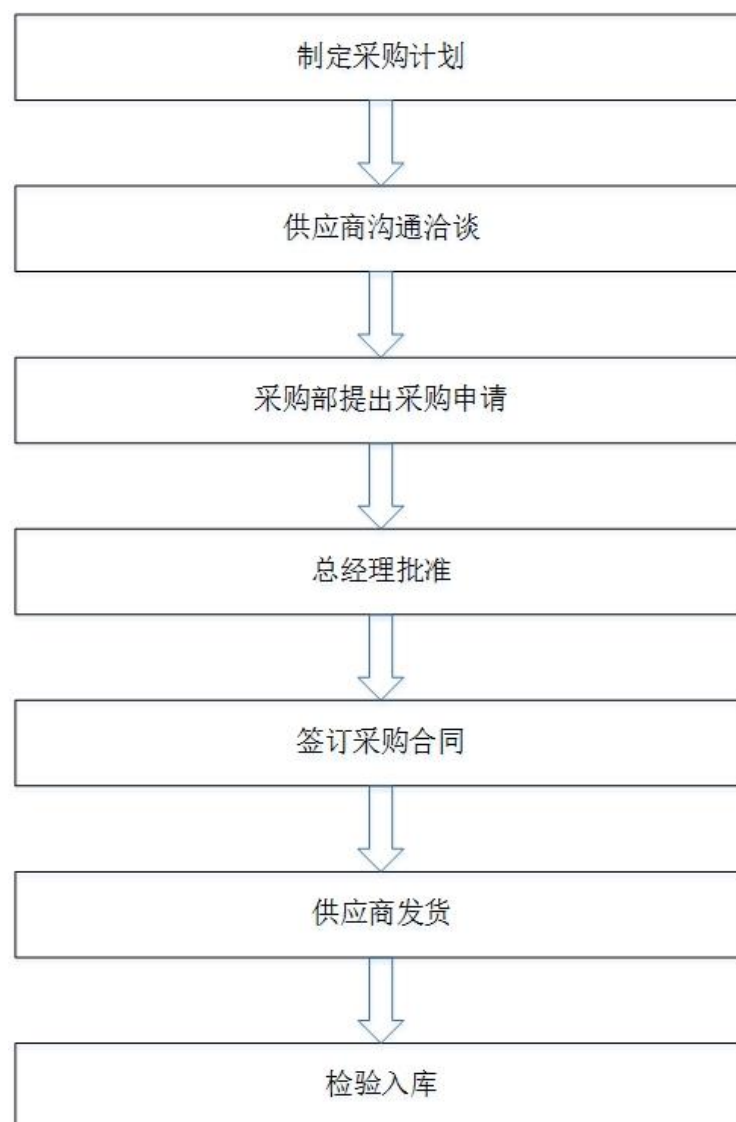 制定采购计划
供应商沟通洽谈
采购部提出采购申请
总经理批准
签订采购合同
供应商发货
检验入库